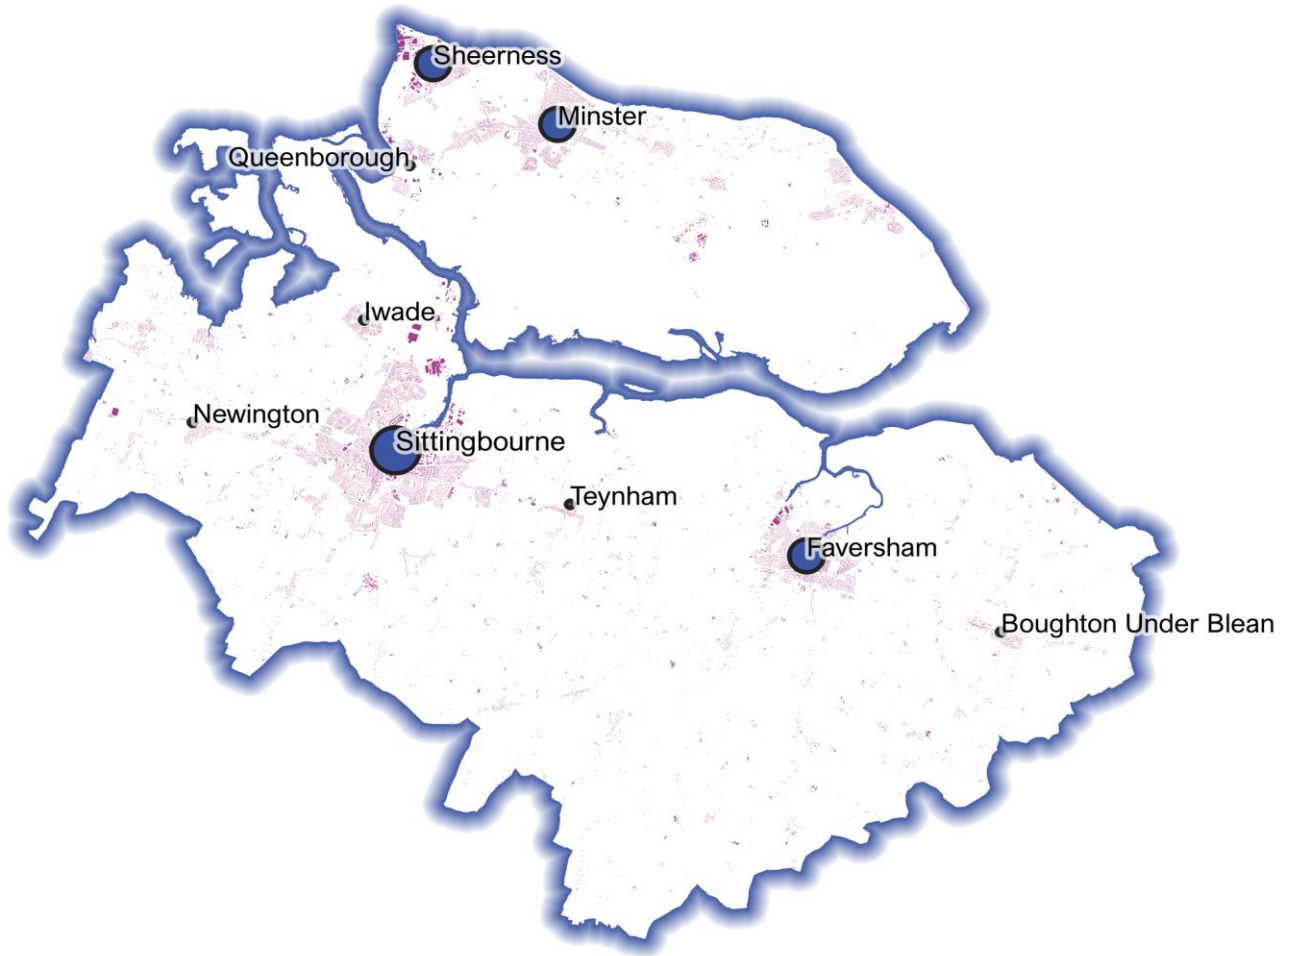 Sheerness
Minster
Queenborough
Iwade
Newington
Sittingbourne
Teynham
Faversham
Boughton Under Blean